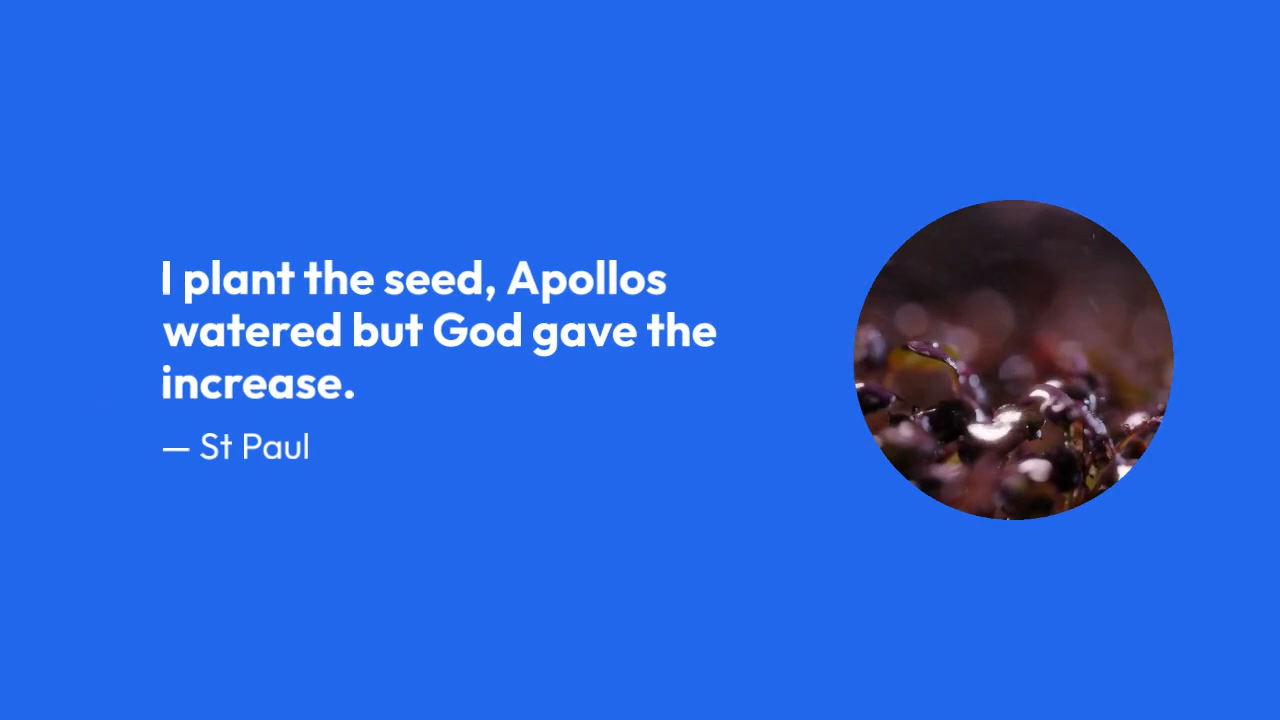 I plant the seed, Apollos
watered but God gave the
increase.
— St Paul